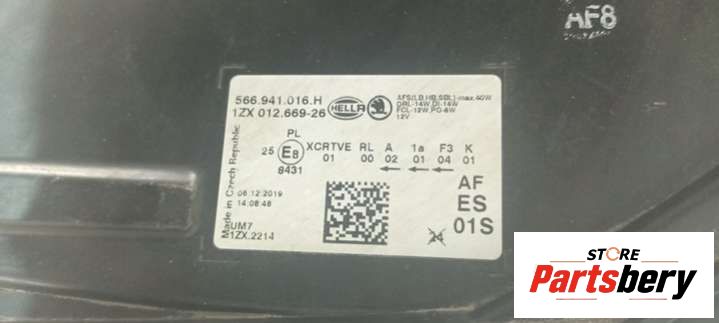 AF8
566.941.016.H
1ZX 012.669-26
HELLA
AFS(LB,HB,SBL)-max.40W
DRL-14W,DI-14W
FCL-12W,PO-6W
12V
PL
25 E8 XCRTVE RL A 1a F3 K
8431 01 00 02 01 04 01
Made in Czech Republic
06.12.2019
14:08:46
UM7
1ZX.2214
AF
ES
01S
STORE
Partsbery